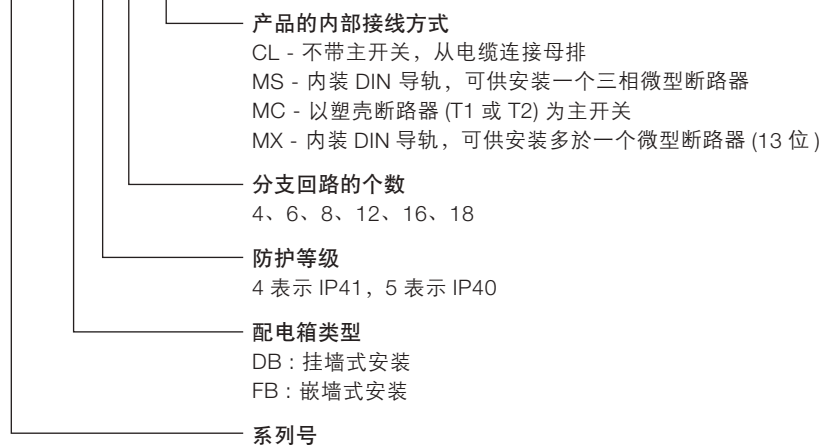 产品的内部接线方式
CL - 不带主开关，从电缆连接母排
MS - 内装 DIN 导轨，可供安装一个三相微型断路器
MC - 以塑壳断路器 (T1 或 T2) 为主开关
MX - 内装 DIN 导轨，可供安装多於一个微型断路器 (13 位 )
分支回路的个数
4、6、8、12、16、18
防护等级
4 表示 IP41，5 表示 IP40
配电箱类型
DB : 挂墙式安装
FB : 嵌墙式安装
系列号